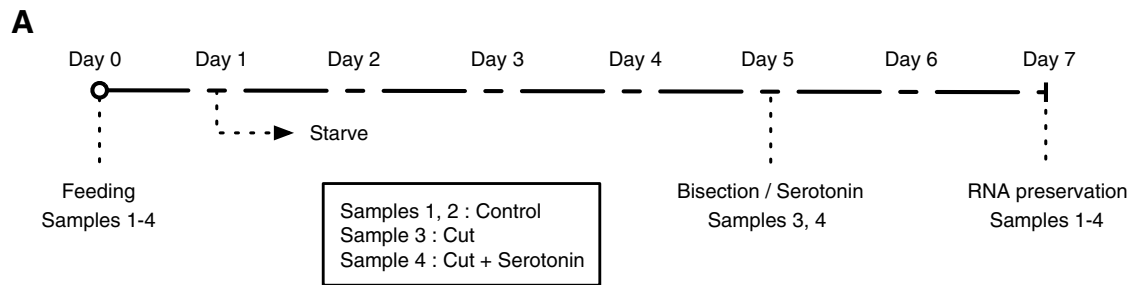 A
Day 0 Day 1 Day 2 Day 3 Day 4 Day 5 Day 6 Day 7
Starve
Feeding
Samples 1-4
Samples 1, 2 : Control
Sample 3 : Cut
Sample 4 : Cut + Serotonin
Bisection / Serotonin
Samples 3, 4
RNA preservation
Samples 1-4